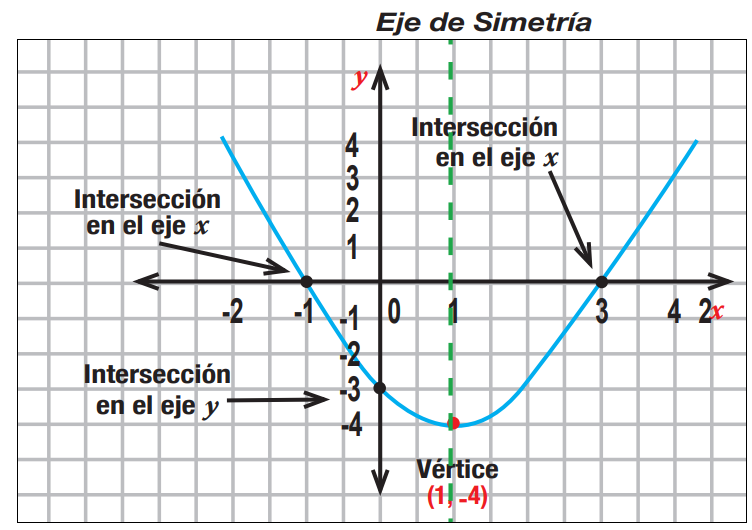 Eje de Simetría
y
Intersección
en el eje x
4
3
2
1
Intersección
en el eje x
-2
-1
0
1
3
4
2x
-1
-2
-3
-4
Intersección
en el eje y
Vértice
(1, -4)